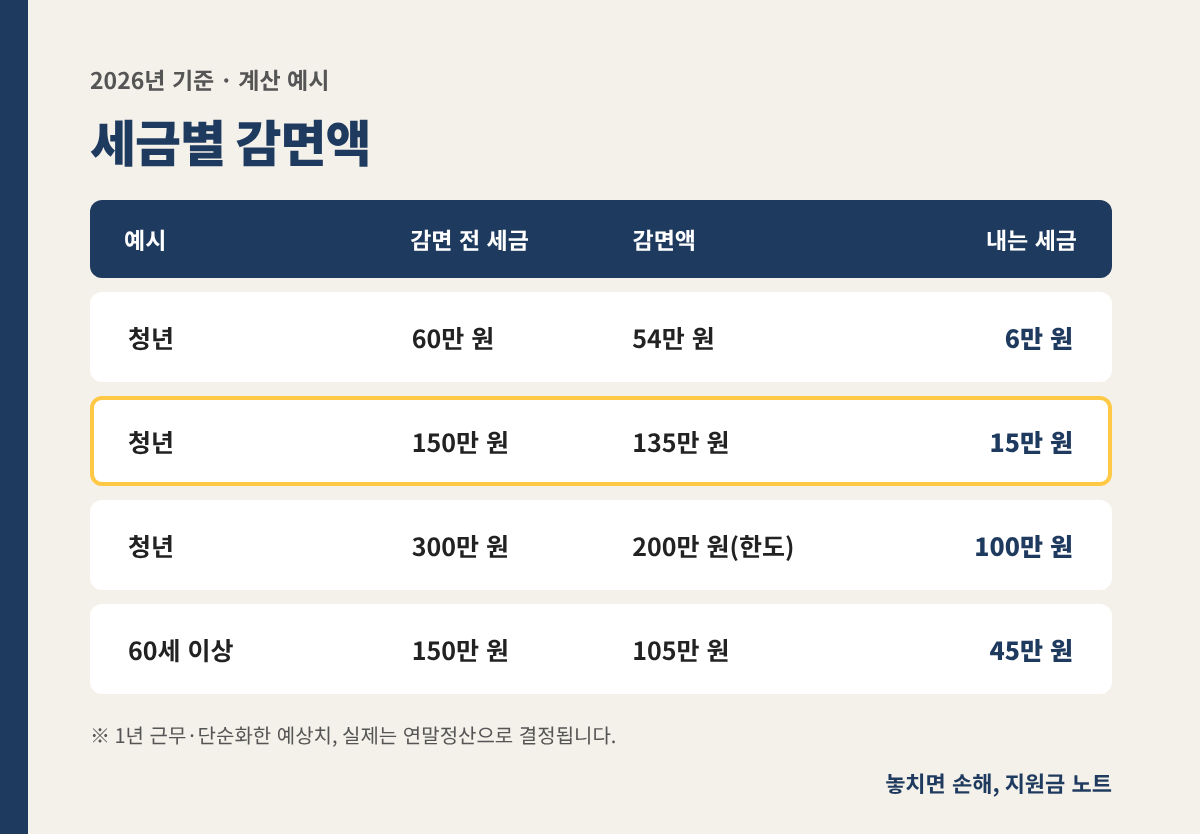 2026년 기준 · 계산 예시
세금별 감면액
예시 감면 전 세금 감면액 내는 세금
청년 60만 원 54만 원 6만 원
청년 150만 원 135만 원 15만 원
청년 300만 원 200만 원(한도) 100만 원
60세 이상 150만 원 105만 원 45만 원
※ 1년 근무·단순화한 예상치, 실제는 연말정산으로 결정됩니다.
놓치면 손해, 지원금 노트